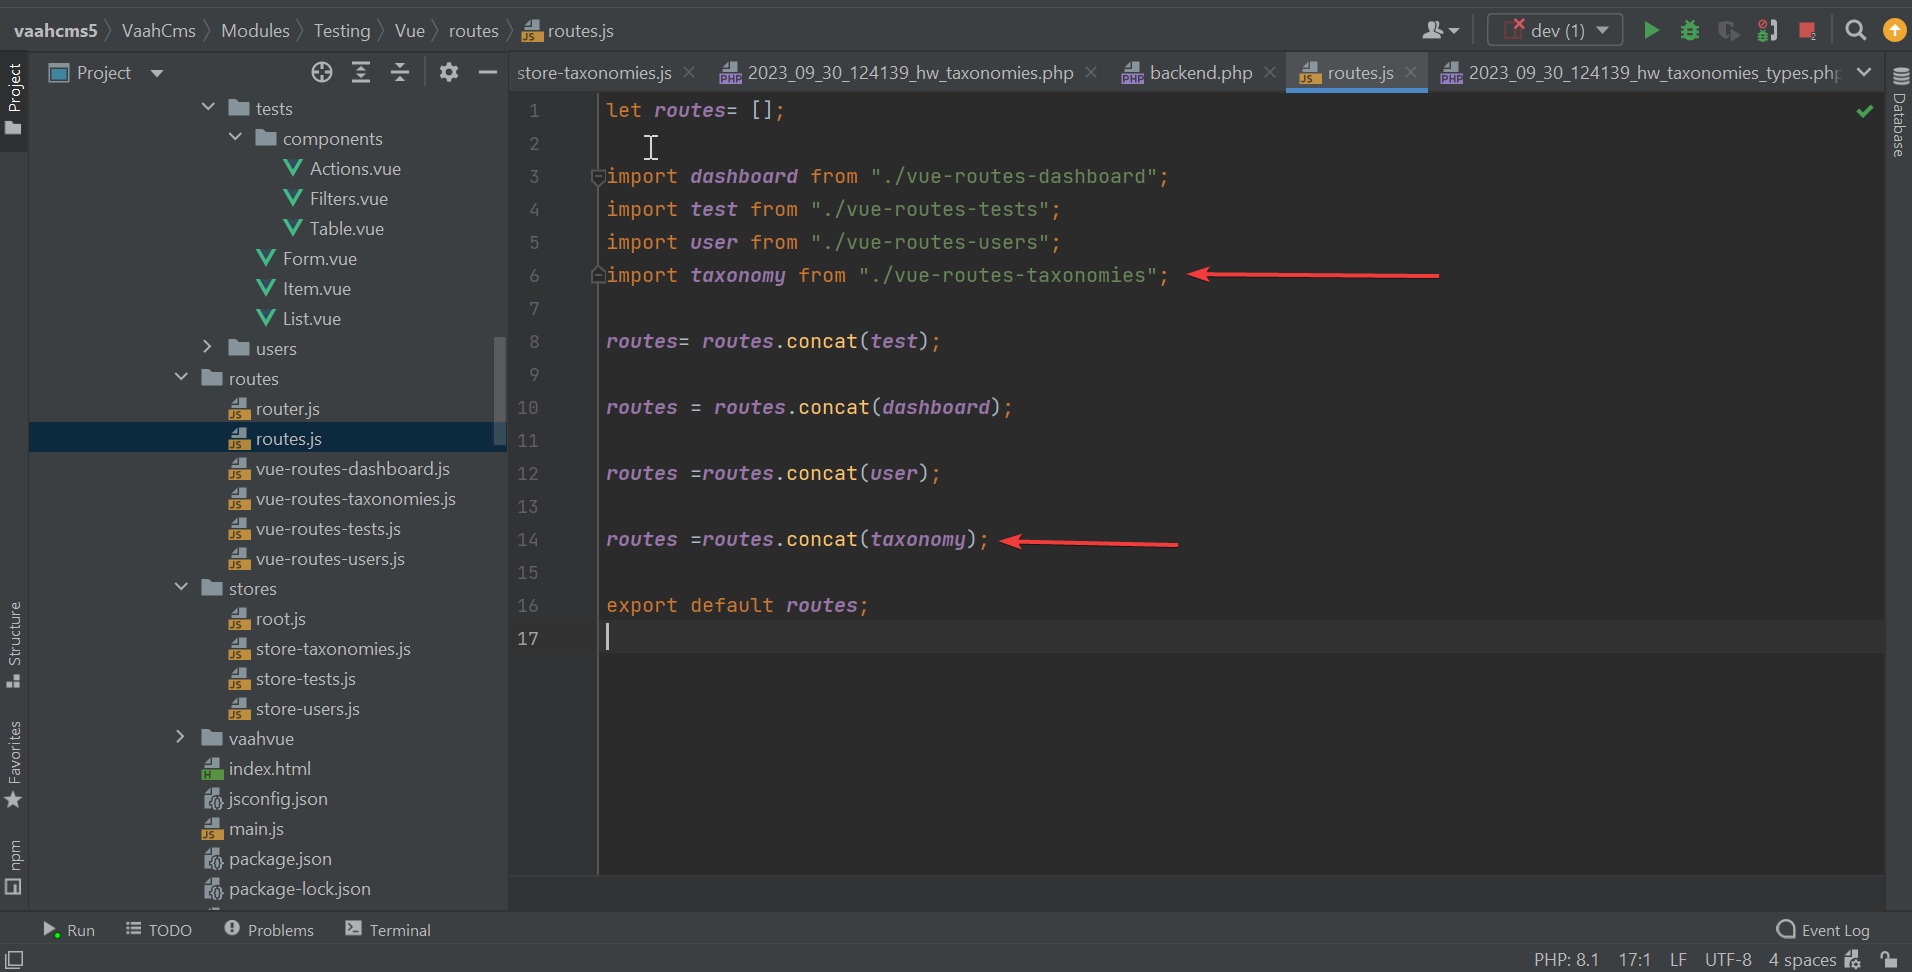 vaahcms5 VaahCms Modules Testing Vue routes routes.js
dev (1)
2
Project
store-taxonomies.js
2023_09_30_124139_hw_taxonomies.php
backend.php
routes.js
2023_09_30_124139_hw_taxonomies_types.php
Project
Structure
Favorites
npm
Database
tests
components
Actions.vue
Filters.vue
Table.vue
Form.vue
Item.vue
List.vue
users
routes
router.js
routes.js
vue-routes-dashboard.js
vue-routes-taxonomies.js
vue-routes-tests.js
vue-routes-users.js
stores
root.js
store-taxonomies.js
store-tests.js
store-users.js
vaahvue
index.html
jsconfig.json
main.js
package.json
package-lock.json
1 let routes= [];
2
3 import dashboard from "./vue-routes-dashboard";
4 import test from "./vue-routes-tests";
5 import user from "./vue-routes-users";
6 import taxonomy from "./vue-routes-taxonomies";
7
8 routes= routes.concat(test);
9
10 routes = routes.concat(dashboard);
11
12 routes =routes.concat(user);
13
14 routes =routes.concat(taxonomy);
15
16 export default routes;
17
Run TODO Problems Terminal Event Log
PHP: 8.1 17:1 LF UTF-8 4 spaces